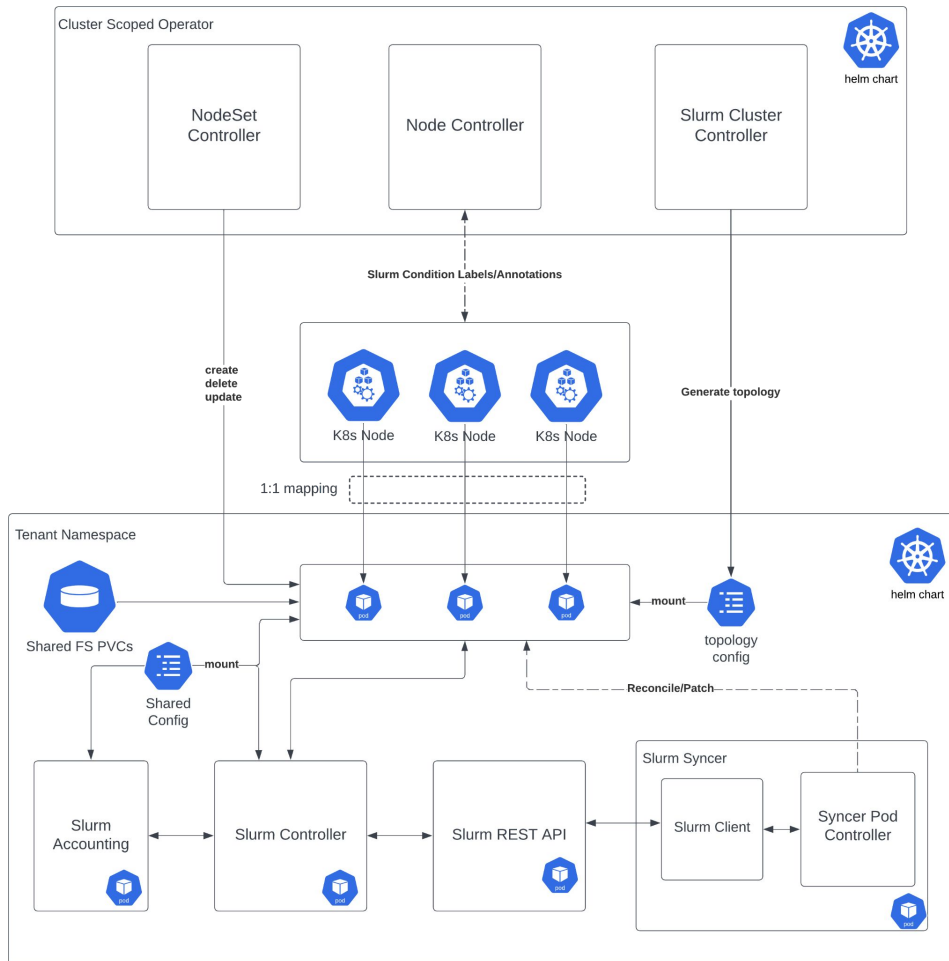 Cluster Scoped Operator
helm chart
NodeSet
Controller
Node Controller
Slurm Cluster
Controller
Slurm Condition Labels/Annotations
create
delete
update
Generate topology
K8s Node
K8s Node
K8s Node
1:1 mapping
Tenant Namespace
helm chart
Shared FS PVCs
pod
pod
pod
mount
topology
config
mount
Shared
Config
Reconcile/Patch
Slurm
Accounting
pod
Slurm Controller
pod
Slurm REST API
pod
Slurm Syncer
Slurm Client
Syncer Pod
Controller
pod